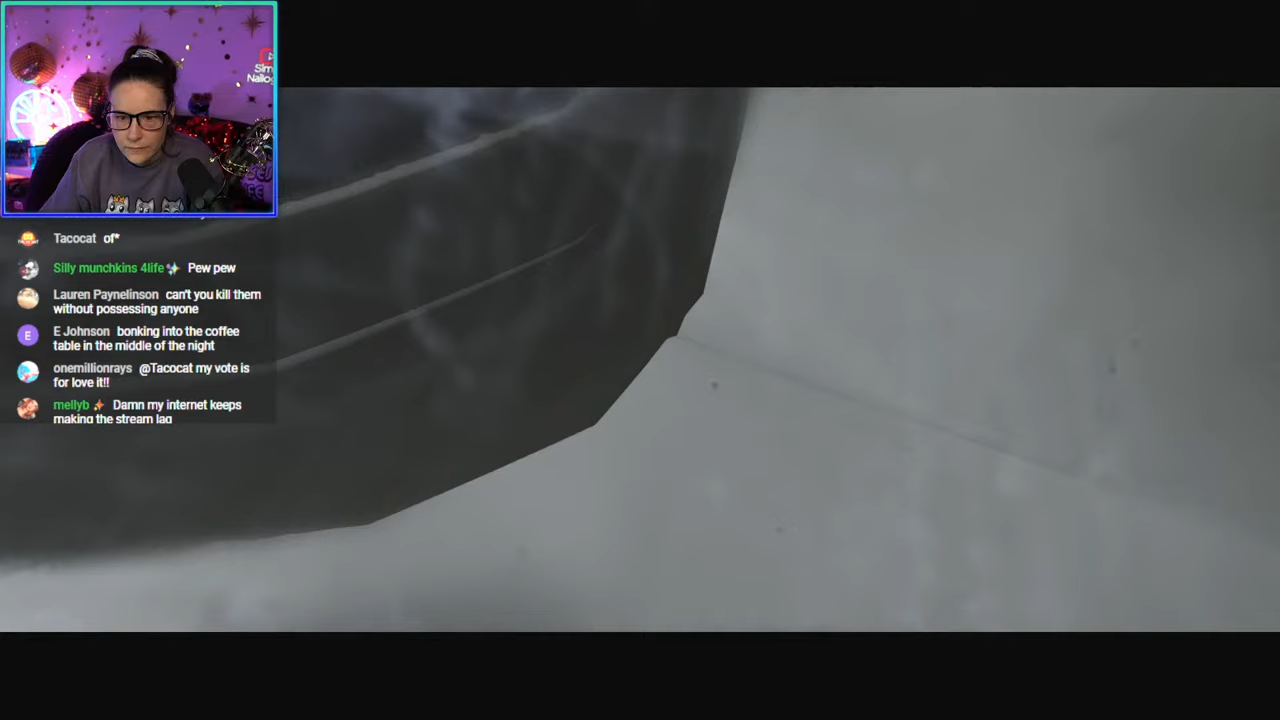 Sim
Nailog
Tacocat of*
Silly munchkins 4life Pew pew
Lauren Paynelinson can't you kill them
without possessing anyone
E Johnson bonking into the coffee
table in the middle of the night
E
onemillionrays @Tacocat my vote is
for love it!!
mellyb Damn my internet keeps
making the stream lag